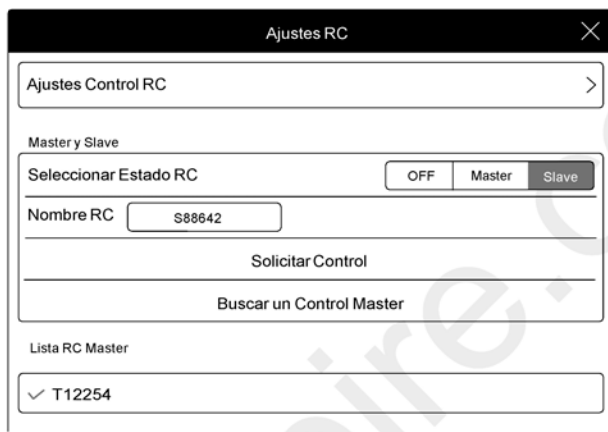 Ajustes RC
Ajustes Control RC
Master y Slave
Seleccionar Estado RC OFF Master Slave
Nombre RC S88642
Solicitar Control
Buscar un Control Master
Lista RC Master
T12254